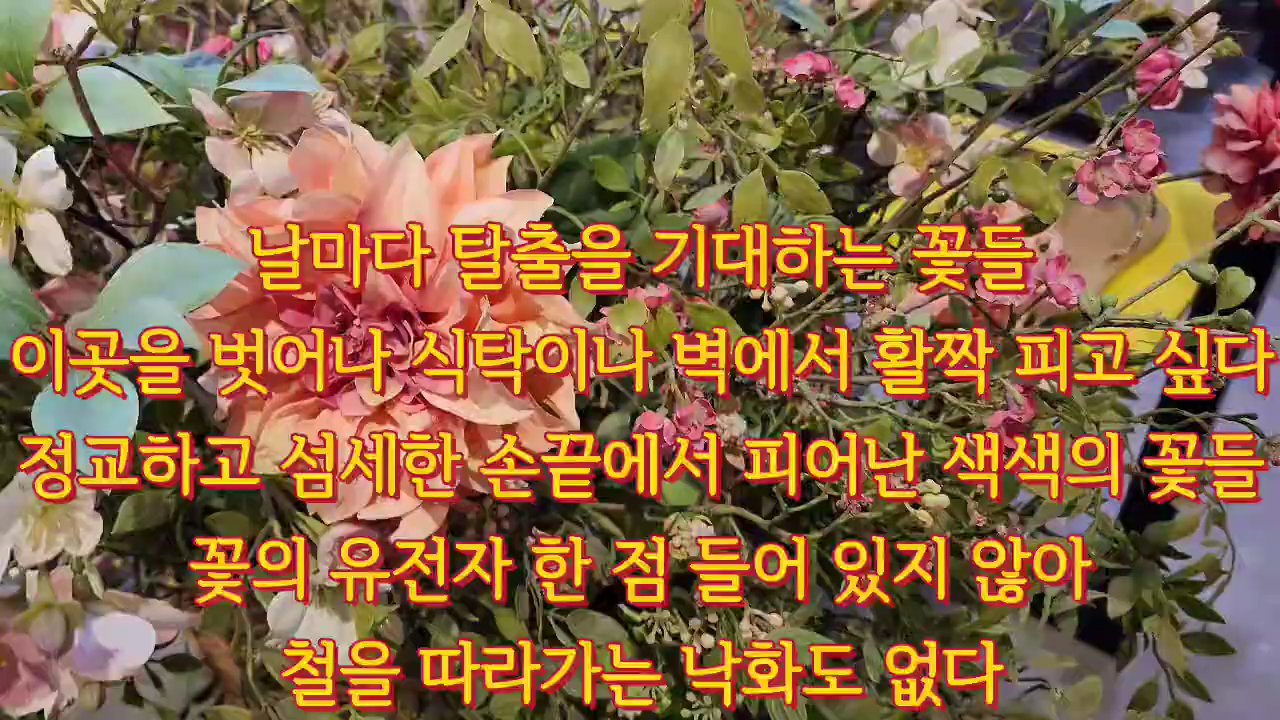 날마다 탈출을 기대하는 꽃들
이곳을 벗어나 식탁이나 벽에서 활짝 피고 싶다
정교하고 섬세한 손끝에서 피어난 색색의 꽃들
꽃의 유전자 한 점 들어 있지 않아
철을 따라가는 낙화도 없다